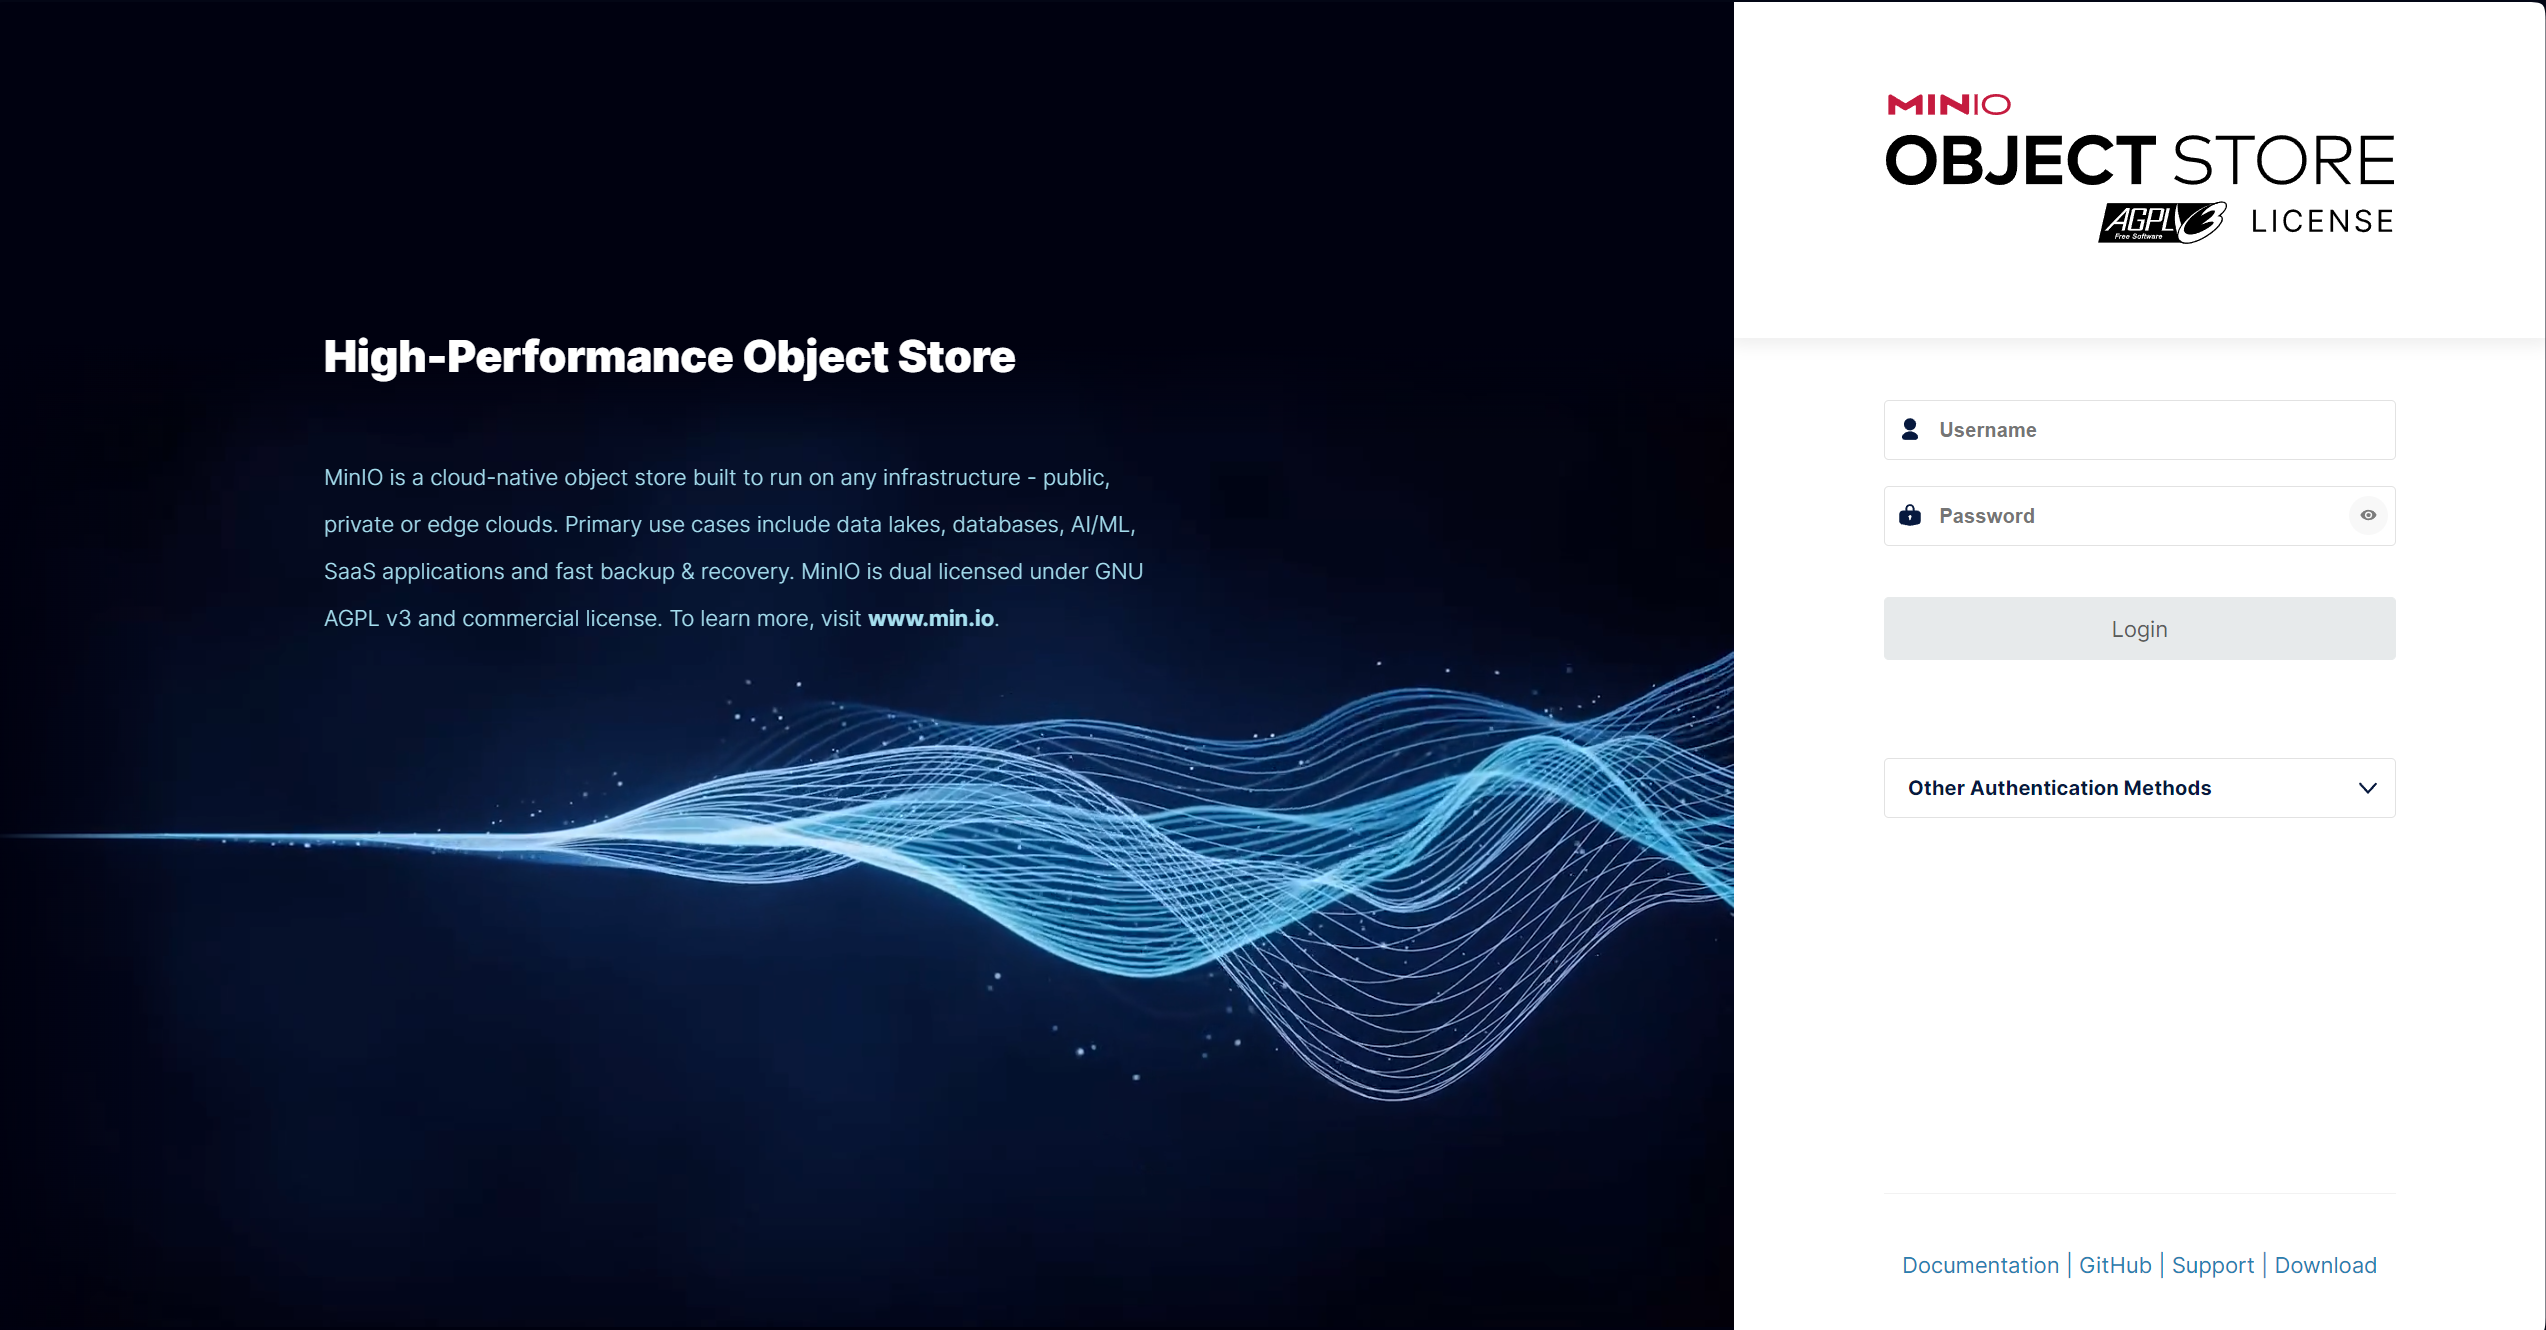 High-Performance Object Store
MinIO is a cloud-native object store built to run on any infrastructure - public,
private or edge clouds. Primary use cases include data lakes, databases, AI/ML,
SaaS applications and fast backup & recovery. MinIO is dual licensed under GNU
AGPL v3 and commercial license. To learn more, visit www.min.io.
MINIO
OBJECT STORE
AGPL v3 LICENSE
Free Software
Username
Password
Login
Other Authentication Methods
Documentation | GitHub | Support | Download